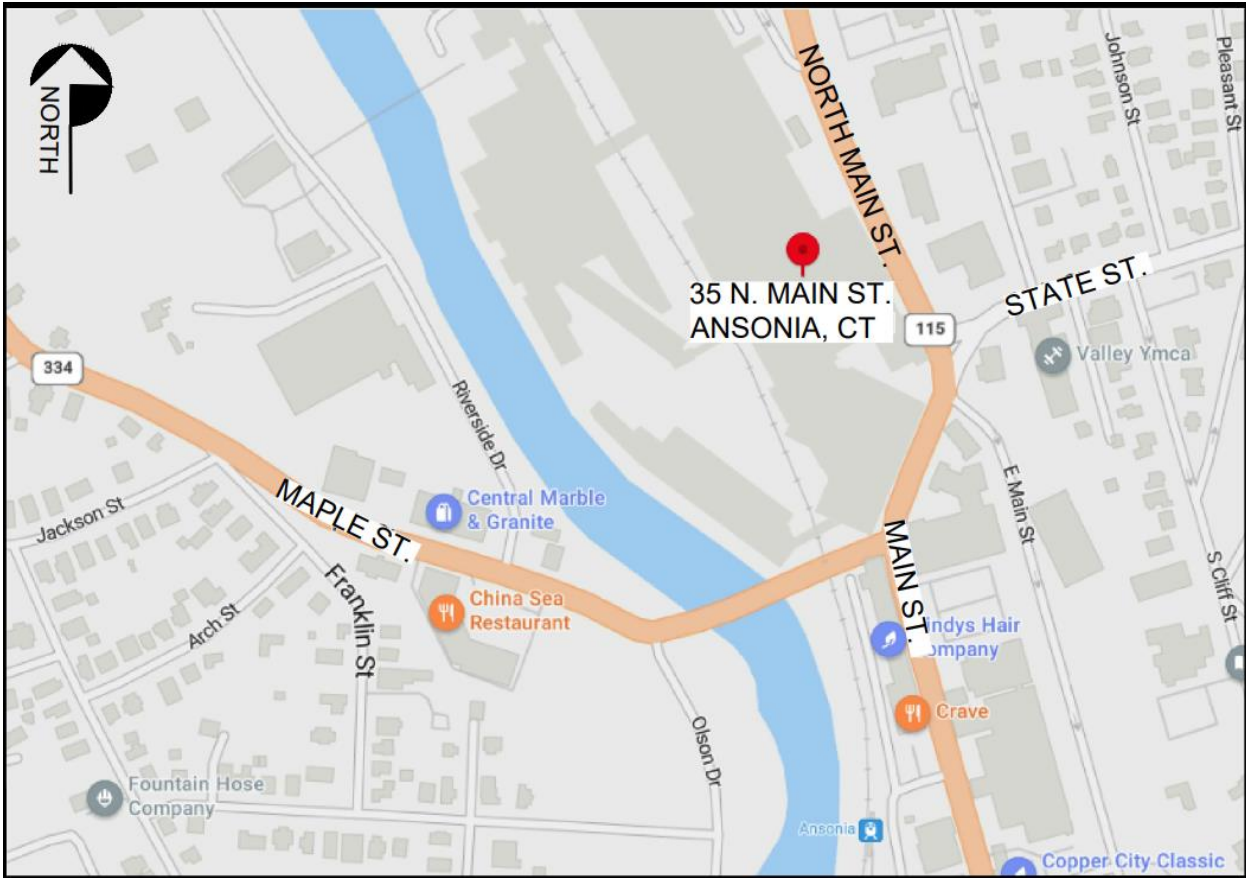 NORTH
NORTH MAIN ST.
Johnson St
Pleasant St
35 N. MAIN ST.
ANSONIA, CT
115
STATE ST.
Valley Ymca
334
Riverside Dr
Central Marble
& Granite
MAPLE ST.
Jackson St
E Main St
MAIN ST.
S Cliff St
Franklin St
Arch St
China Sea
Restaurant
Hair
Crave
Olson Dr
Fountain Hose
Company
Ansonia
Copper City Classic